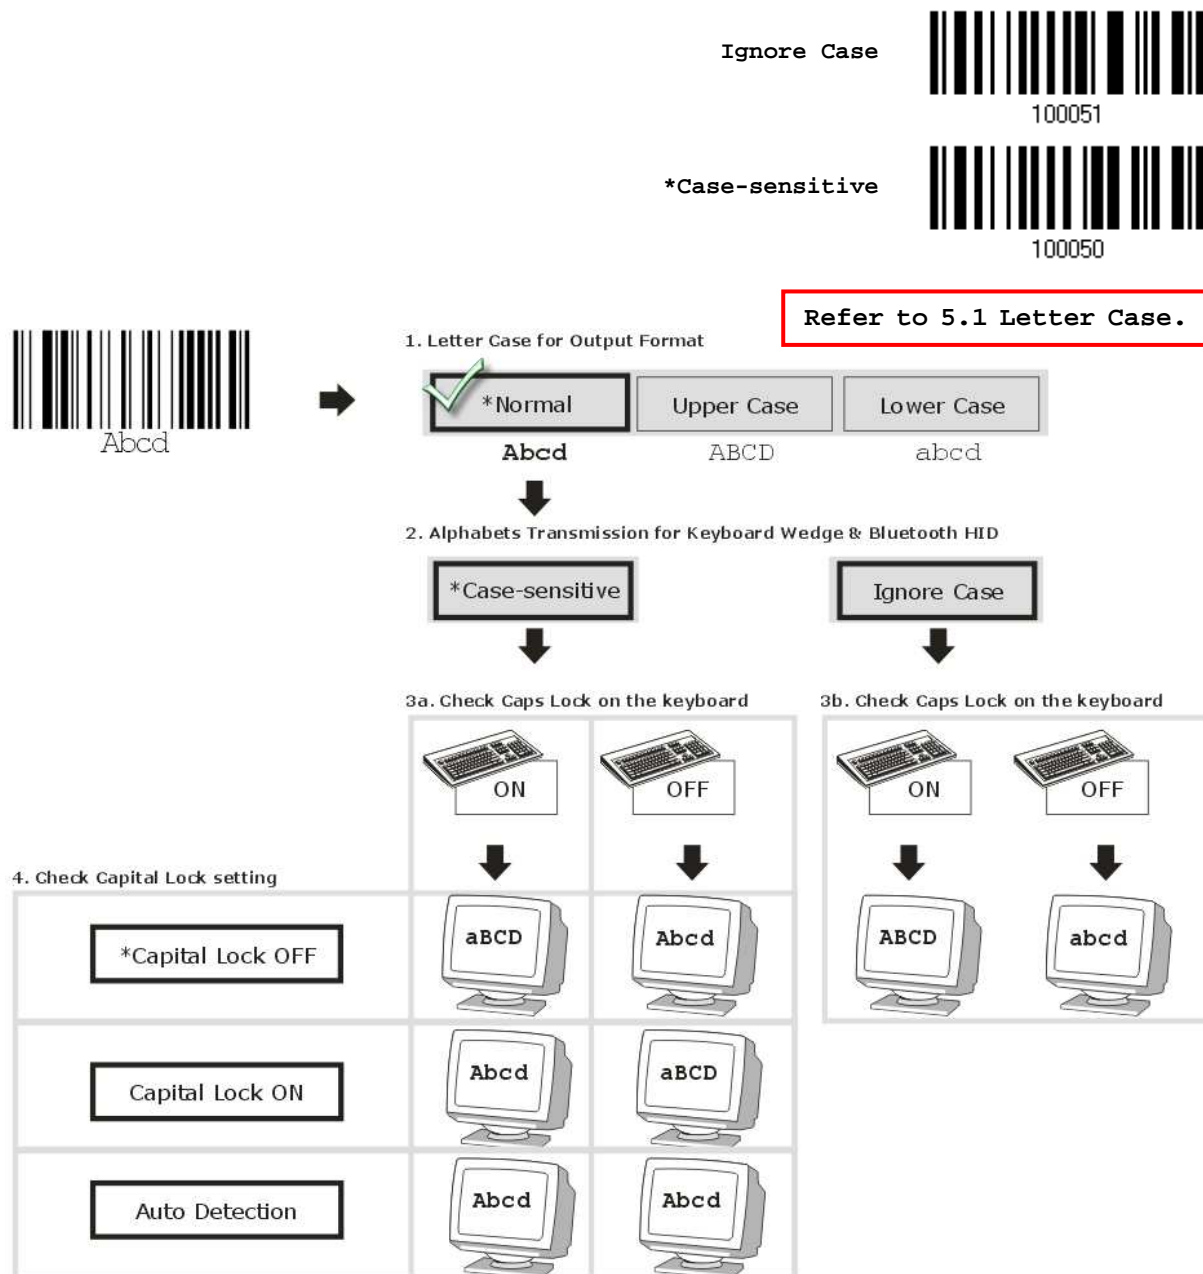 Ignore Case
100051
*Case-sensitive
100050
Refer to 5.1 Letter Case.
1. Letter Case for Output Format
*Normal Upper Case Lower Case
Abcd
Abcd ABCD abcd
2. Alphabets Transmission for Keyboard Wedge & Bluetooth HID
*Case-sensitive Ignore Case
3a. Check Caps Lock on the keyboard 3b. Check Caps Lock on the keyboard
ON OFF ON OFF
4. Check Capital Lock setting
*Capital Lock OFF aBCD Abcd ABCD abcd
Capital Lock ON Abcd aBCD
Auto Detection Abcd Abcd